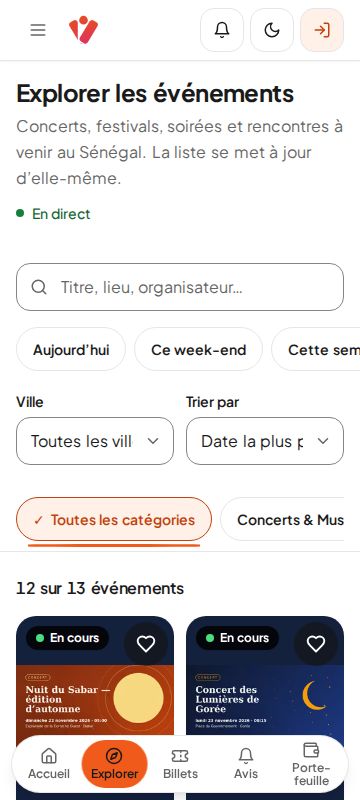 Explorer les événements
Concerts, festivals, soirées et rencontres à
venir au Sénégal. La liste se met à jour
d’elle-même.
En direct
Titre, lieu, organisateur…
Aujourd’hui
Ce week-end
Cette sem
Ville
Trier par
Toutes les vill
Date la plus p
✓ Toutes les catégories
Concerts & Mus
12 sur 13 événements
En cours
CONCERT
Nuit du Sabar —
édition
d’automne
En cours
CONCERT
Concert des
Lumières de
Gorée
Accueil
Explorer
Billets
Avis
Porte-
feuille